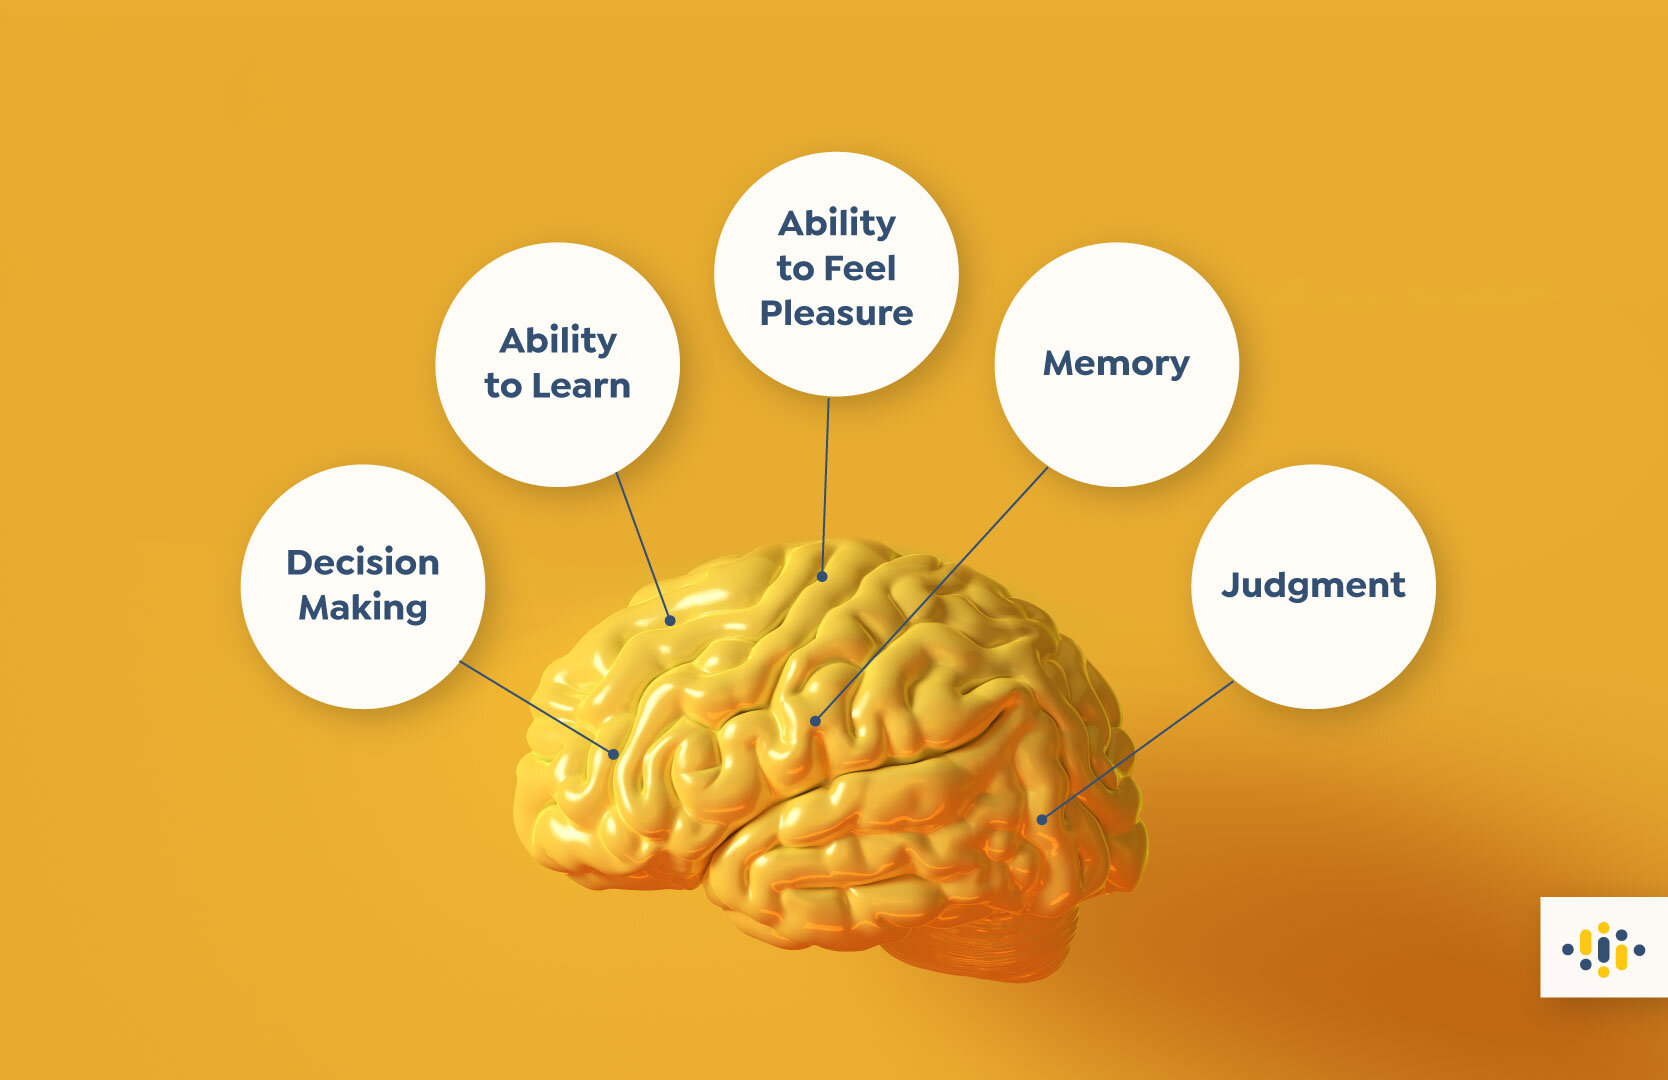 Ability
to Feel
Pleasure
Ability
to Learn
Memory
Decision
Making
Judgment